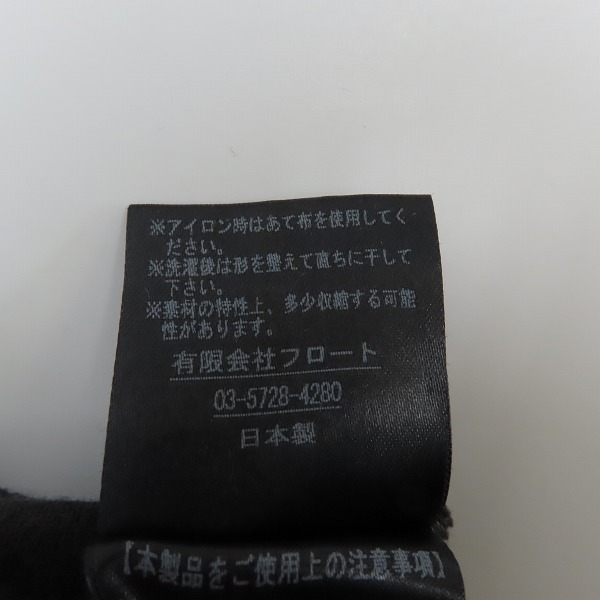 ※アイロン時はあて布を使用してく
ださい。
※洗濯後は形を整えて直ちに干して
下さい。
※素材の特性上、多少収縮する可能
性があります。
有限会社フロート
03-5728-4280
日本製
【本製品をご使用上の注意事項】